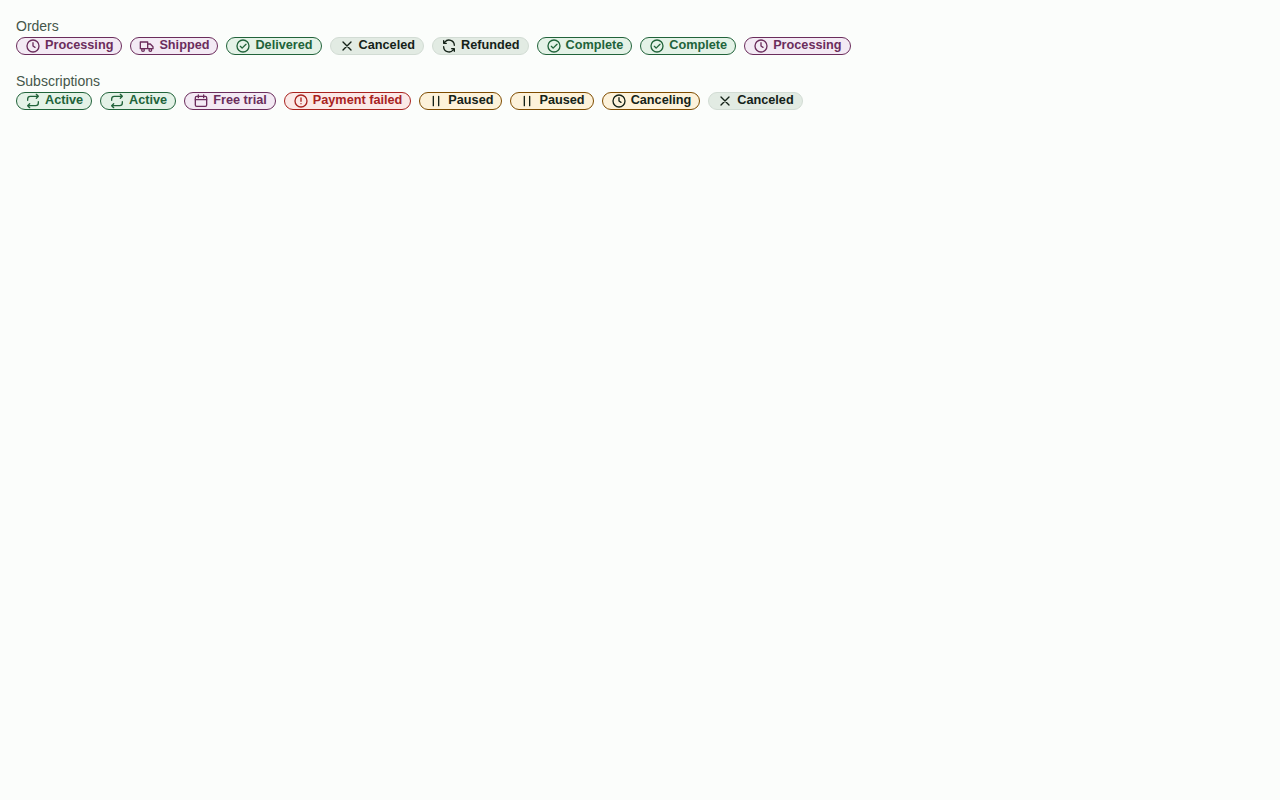 Orders
Processing Shipped Delivered Canceled Refunded Complete Complete Processing
Subscriptions
Active Active Free trial Payment failed Paused Paused Canceling Canceled